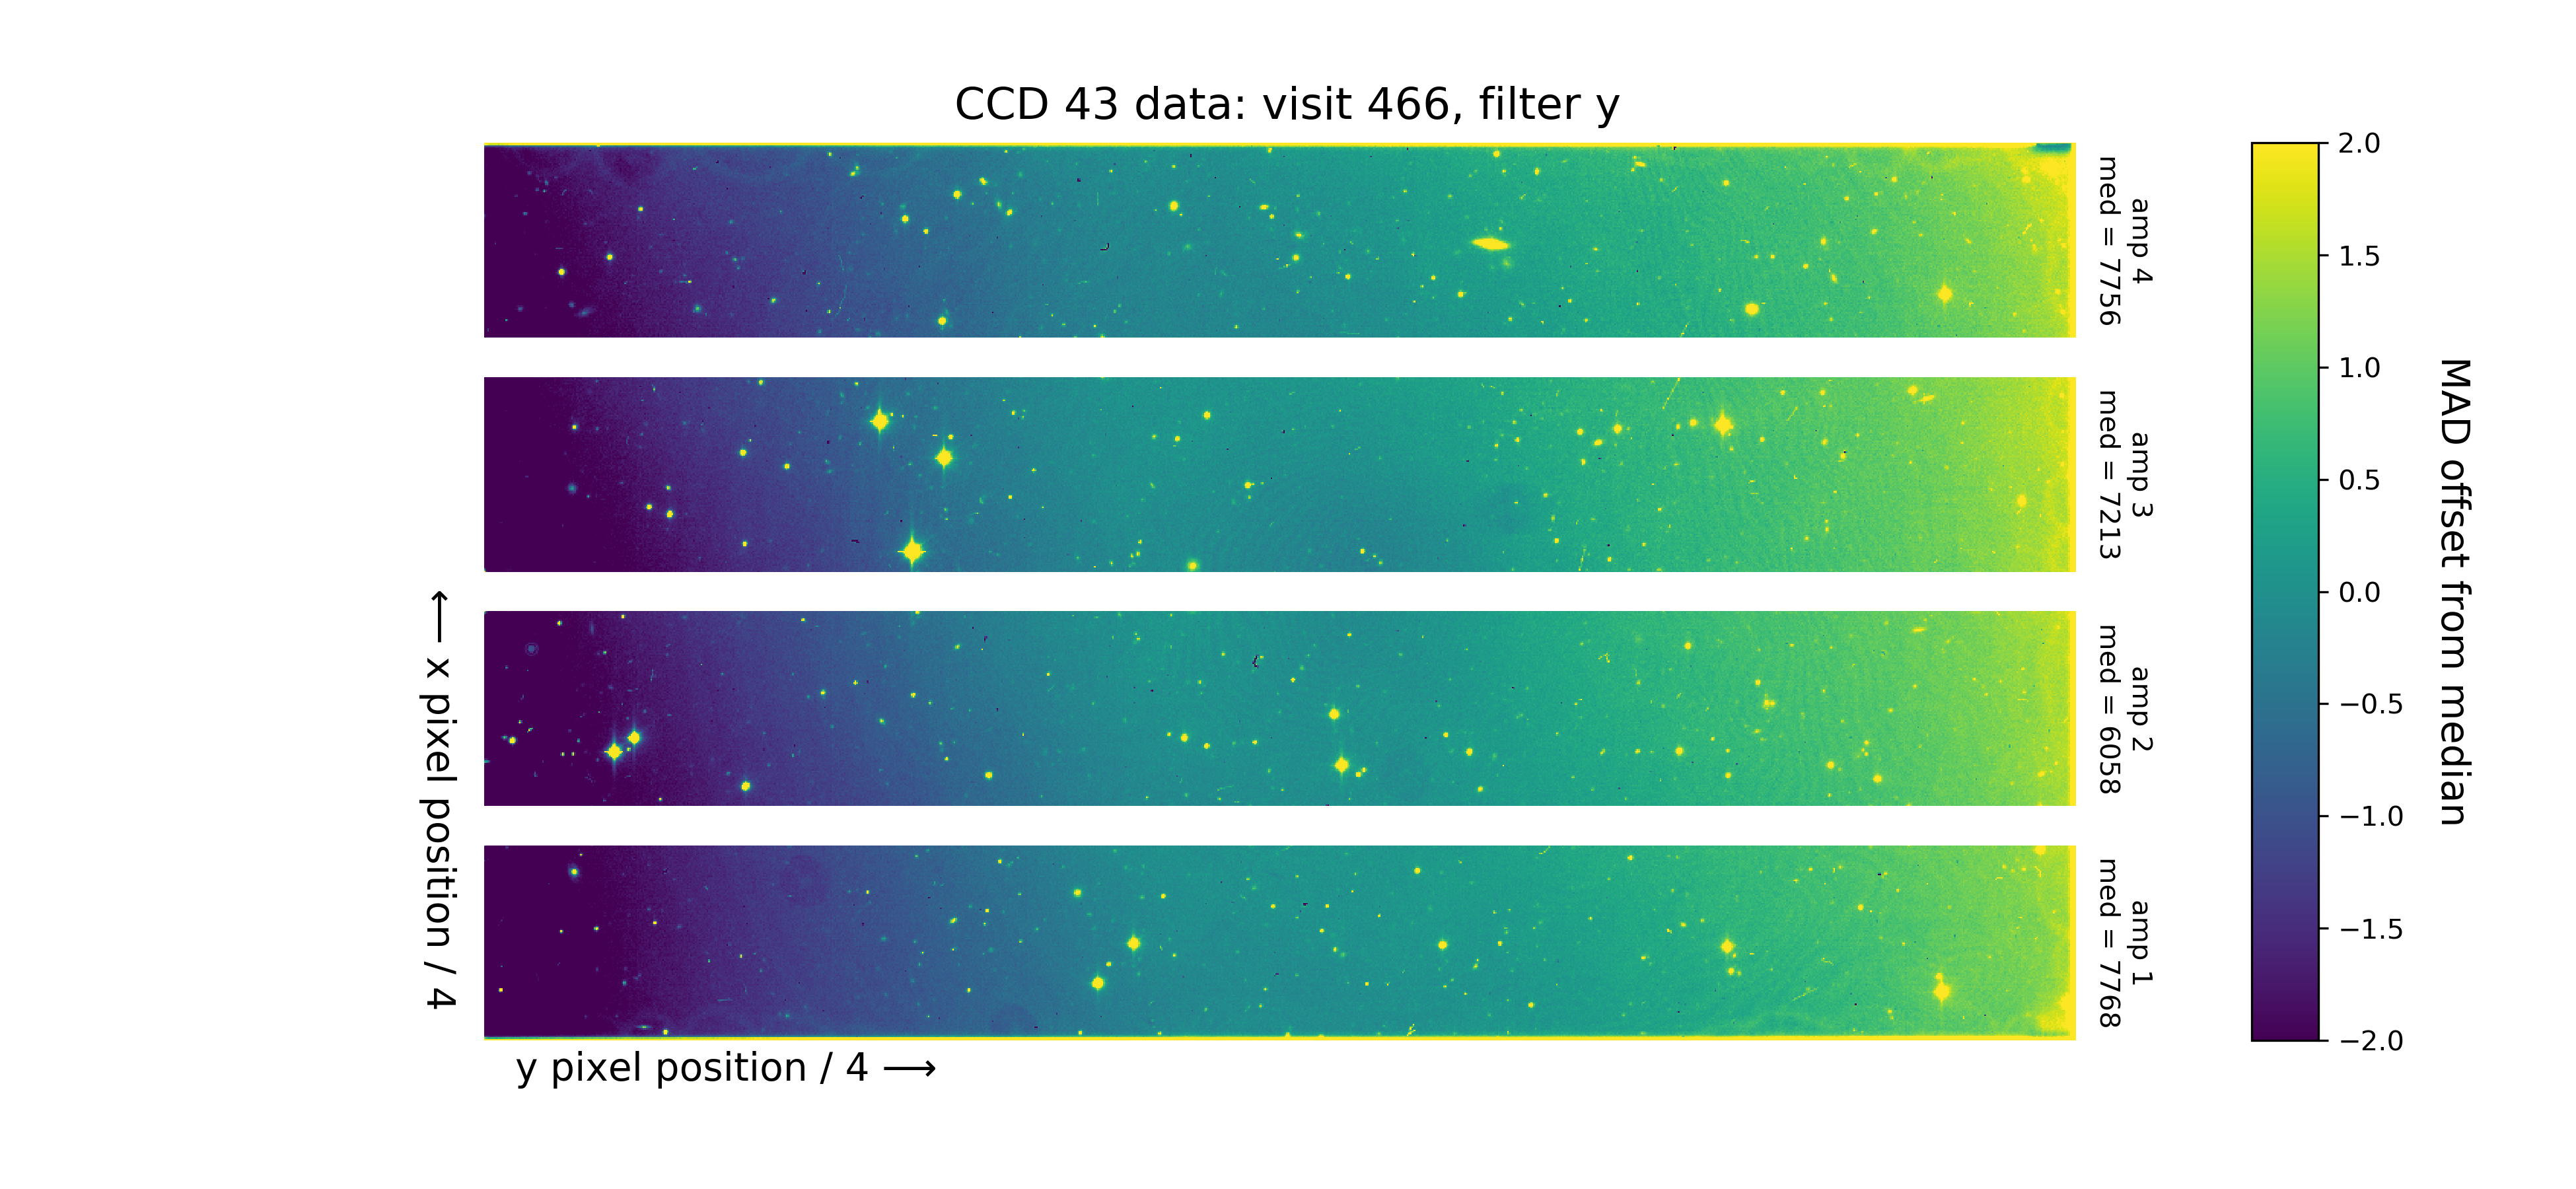 CCD 43 data: visit 466, filter y
amp 4
med = 7756
amp 3
med = 7213
amp 2
med = 6058
amp 1
med = 7768
⟵ x pixel position / 4
y pixel position / 4 ⟶
2.0
1.5
1.0
0.5
0.0
−0.5
−1.0
−1.5
−2.0
MAD offset from median